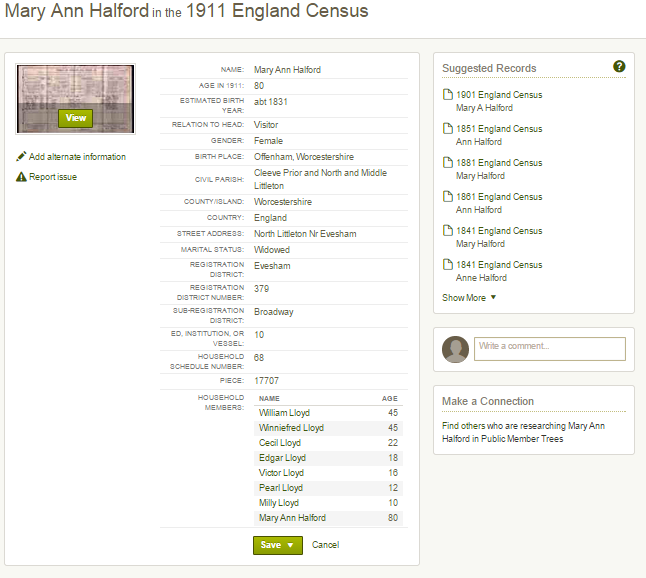 Mary Ann Halford in the 1911 England Census
View
Add alternate information
Report issue
NAME: Mary Ann Halford
AGE IN 1911: 80
ESTIMATED BIRTH YEAR: abt 1831
RELATION TO HEAD: Visitor
GENDER: Female
BIRTH PLACE: Offenham, Worcestershire
CIVIL PARISH: Cleeve Prior and North and Middle Littleton
COUNTY/ISLAND: Worcestershire
COUNTRY: England
STREET ADDRESS: North Littleton Nr Evesham
MARITAL STATUS: Widowed
REGISTRATION DISTRICT: Evesham
REGISTRATION DISTRICT NUMBER: 379
SUB-REGISTRATION DISTRICT: Broadway
ED, INSTITUTION, OR VESSEL: 10
HOUSEHOLD SCHEDULE NUMBER: 68
PIECE: 17707
HOUSEHOLD MEMBERS:
NAME AGE
William Lloyd 45
Winniefred Lloyd 45
Cecil Lloyd 22
Edgar Lloyd 18
Victor Lloyd 16
Pearl Lloyd 12
Milly Lloyd 10
Mary Ann Halford 80
Save Cancel
Suggested Records ?
1901 England Census
Mary A Halford
1851 England Census
Ann Halford
1881 England Census
Mary Halford
1861 England Census
Ann Halford
1841 England Census
Mary Halford
1841 England Census
Anne Halford
Show More
Write a comment...
Make a Connection
Find others who are researching Mary Ann
Halford in Public Member Trees